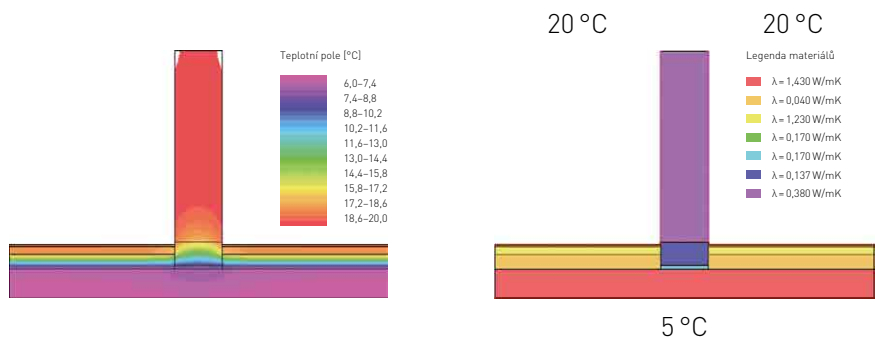 20 °C
20 °C
Teplotní pole [°C]
6,0–7,4
7,4–8,8
8,8–10,2
10,2–11,6
11,6–13,0
13,0–14,4
14,4–15,8
15,8–17,2
17,2–18,6
18,6–20,0
Legenda materiálů
λ = 1,430 W/mK
λ = 0,040 W/mK
λ = 1,230 W/mK
λ = 0,170 W/mK
λ = 0,170 W/mK
λ = 0,137 W/mK
λ = 0,380 W/mK
5 °C